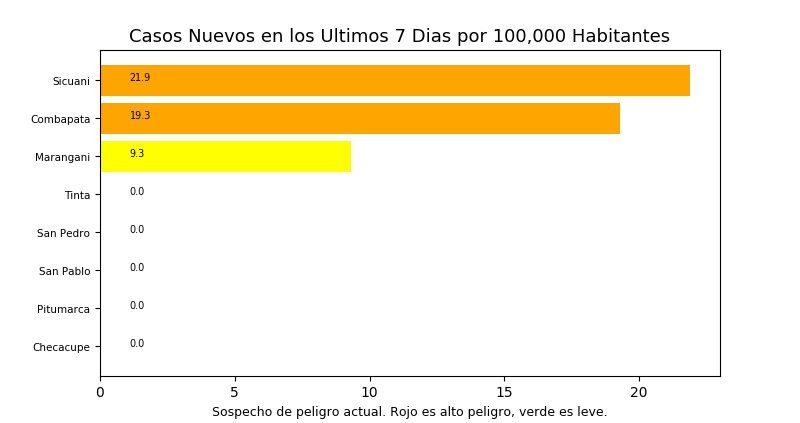 Casos Nuevos en los Ultimos 7 Dias por 100,000 Habitantes
Sicuani 21.9
Combapata 19.3
Marangani 9.3
Tinta 0.0
San Pedro 0.0
San Pablo 0.0
Pitumarca 0.0
Checacupe 0.0
0 5 10 15 20
Sospecho de peligro actual. Rojo es alto peligro, verde es leve.